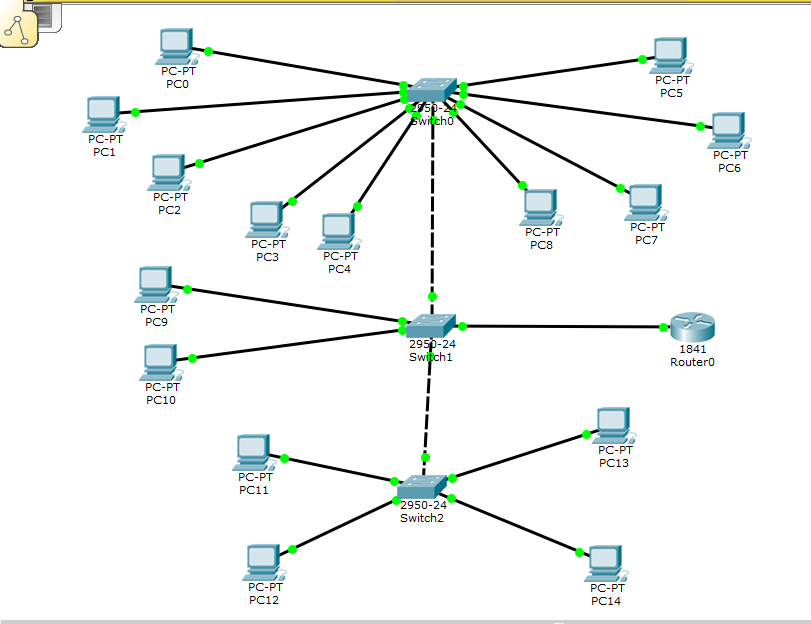 PC-PT
PC0
PC-PT
PC1
PC-PT
PC2
PC-PT
PC3
PC-PT
PC4
2950-24
Switch0
PC-PT
PC5
PC-PT
PC6
PC-PT
PC7
PC-PT
PC8
PC-PT
PC9
PC-PT
PC10
2950-24
Switch1
1841
Router0
PC-PT
PC11
PC-PT
PC12
2950-24
Switch2
PC-PT
PC13
PC-PT
PC14